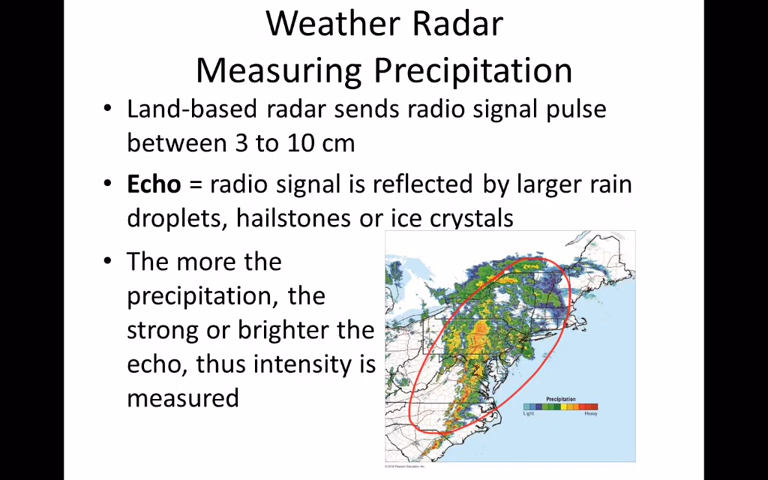 Weather Radar
Measuring Precipitation
• Land-based radar sends radio signal pulse
between 3 to 10 cm
• Echo = radio signal is reflected by larger rain
droplets, hailstones or ice crystals
• The more the
precipitation, the
strong or brighter the
echo, thus intensity is
measured
Precipitation
Light Heavy